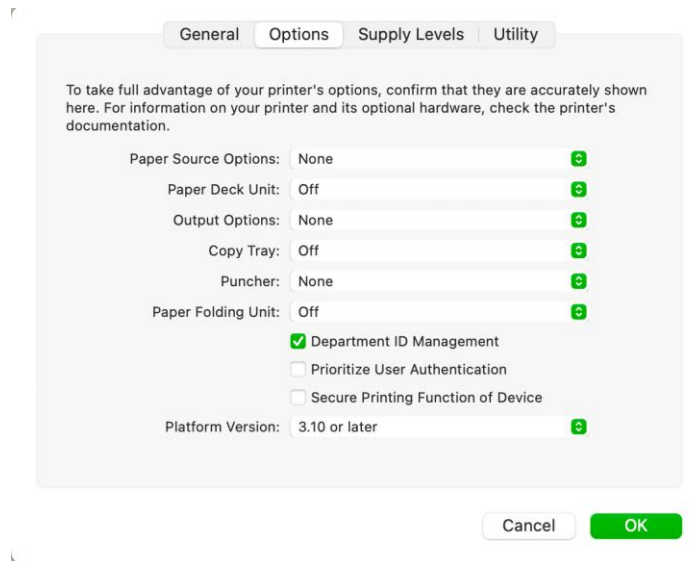 General Options Supply Levels Utility
To take full advantage of your printer's options, confirm that they are accurately shown
here. For information on your printer and its optional hardware, check the printer's
documentation.
Paper Source Options: None
Paper Deck Unit: Off
Output Options: None
Copy Tray: Off
Puncher: None
Paper Folding Unit: Off
Department ID Management
Prioritize User Authentication
Secure Printing Function of Device
Platform Version: 3.10 or later
Cancel OK